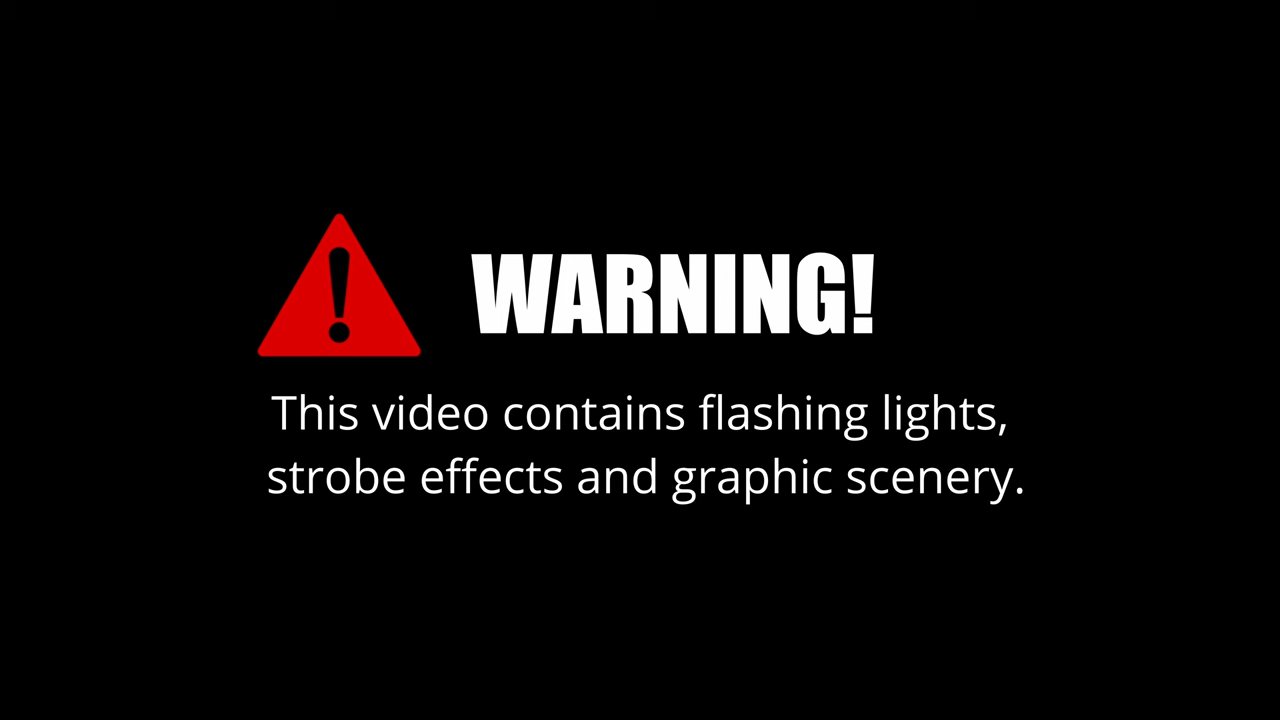 WARNING!
This video contains flashing lights,
strobe effects and graphic scenery.